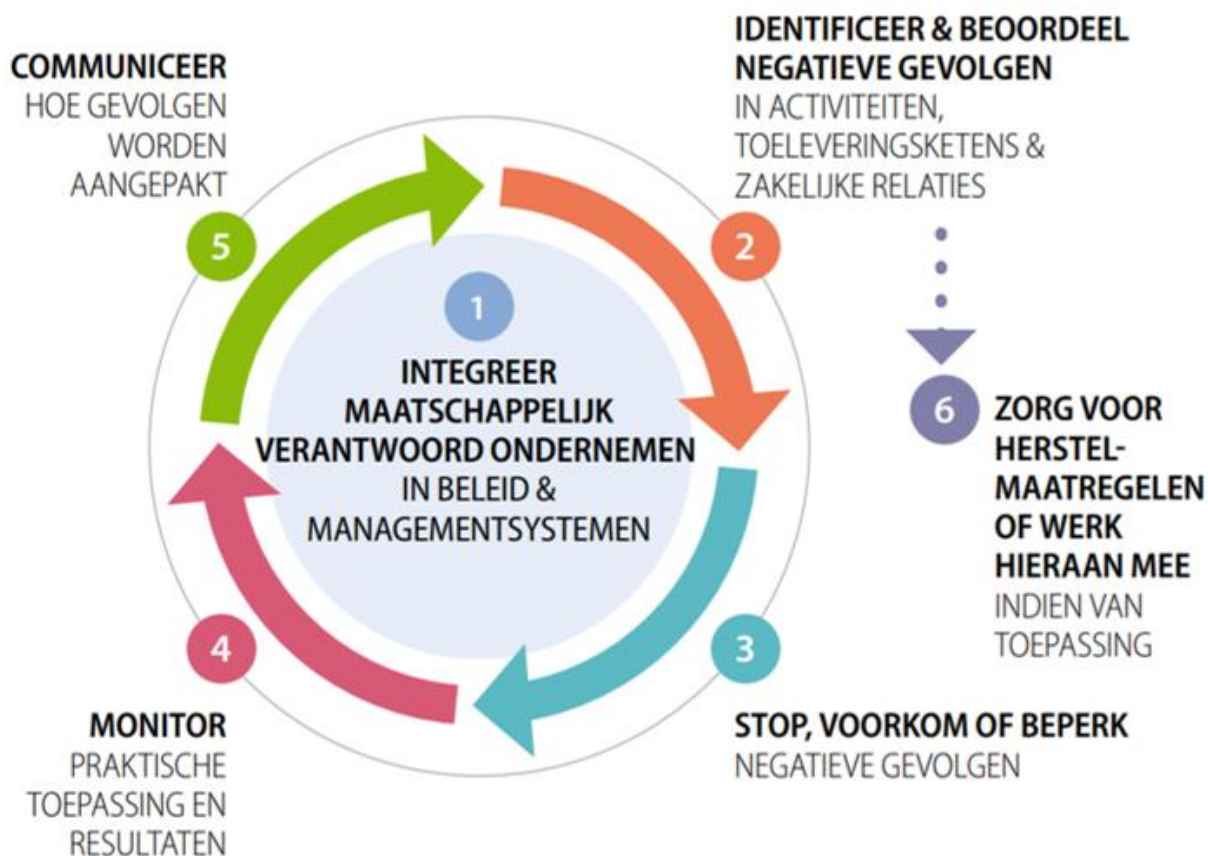 1
INTEGREER
MAATSCHAPPELIJK
VERANTWOORD ONDERNEMEN
IN BELEID &
MANAGEMENTSYSTEMEN
IDENTIFICEER & BEOORDEEL
NEGATIEVE GEVOLGEN
IN ACTIVITEITEN,
TOELEVERINGSKETENS &
ZAKELIJKE RELATIES
2
3
STOP, VOORKOM OF BEPERK
NEGATIEVE GEVOLGEN
4
MONITOR
PRAKTISCHE
TOEPASSING EN
RESULTATEN
COMMUNICEER
HOE GEVOLGEN
WORDEN
AANGEPAKT
5
6
ZORG VOOR
HERSTEL-
MAATREGELEN
OF WERK
HIERAAN MEE
INDIEN VAN
TOEPASSING